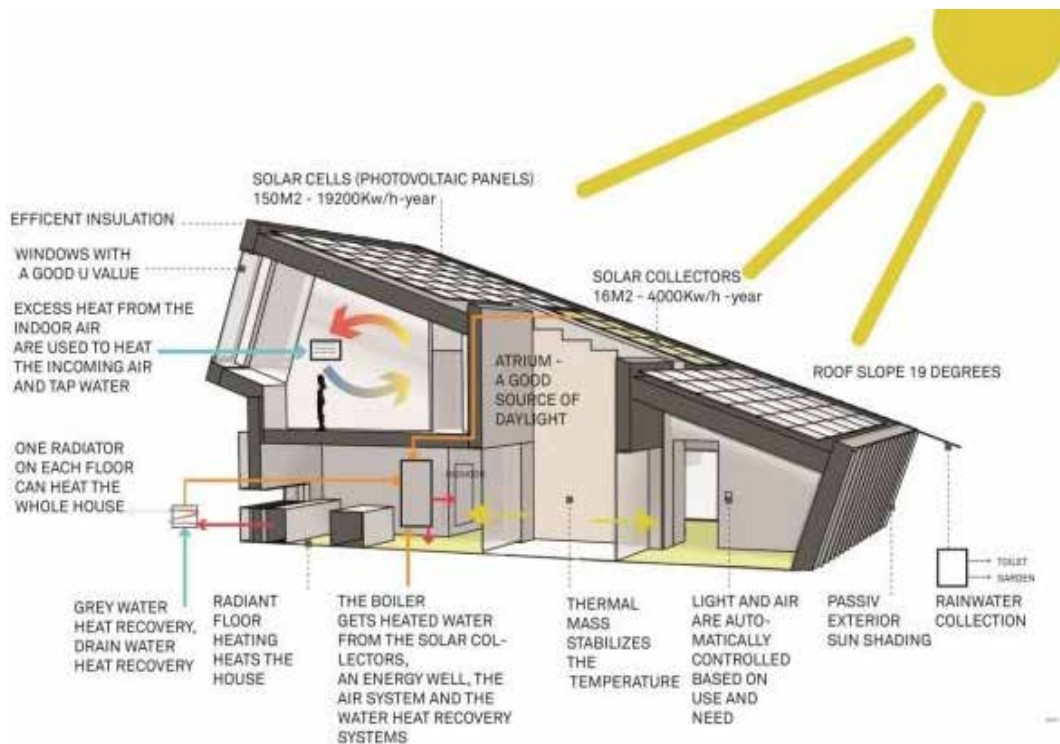 SOLAR CELLS (PHOTOVOLTAIC PANELS)
150M2 - 19200Kw/h-year
EFFICENT INSULATION
WINDOWS WITH
A GOOD U VALUE
EXCESS HEAT FROM THE
INDOOR AIR
ARE USED TO HEAT
THE INCOMING AIR
AND TAP WATER
SOLAR COLLECTORS
16M2 - 4000Kw/h -year
ATRIUM -
A GOOD
SOURCE OF
DAYLIGHT
ROOF SLOPE 19 DEGREES
ONE RADIATOR
ON EACH FLOOR
CAN HEAT THE
WHOLE HOUSE
GREY WATER
HEAT RECOVERY,
DRAIN WATER
HEAT RECOVERY
RADIANT
FLOOR
HEATING
HEATS THE
HOUSE
THE BOILER
GETS HEATED WATER
FROM THE SOLAR COL-
LECTORS,
AN ENERGY WELL, THE
AIR SYSTEM AND THE
WATER HEAT RECOVERY
SYSTEMS
THERMAL
MASS
STABILIZES
THE
TEMPERATURE
LIGHT AND AIR
ARE AUTO-
MATICALLY
CONTROLLED
BASED ON
USE AND
NEED
PASSIV
EXTERIOR
SUN SHADING
TOILET
GARDEN
RAINWATER
COLLECTION